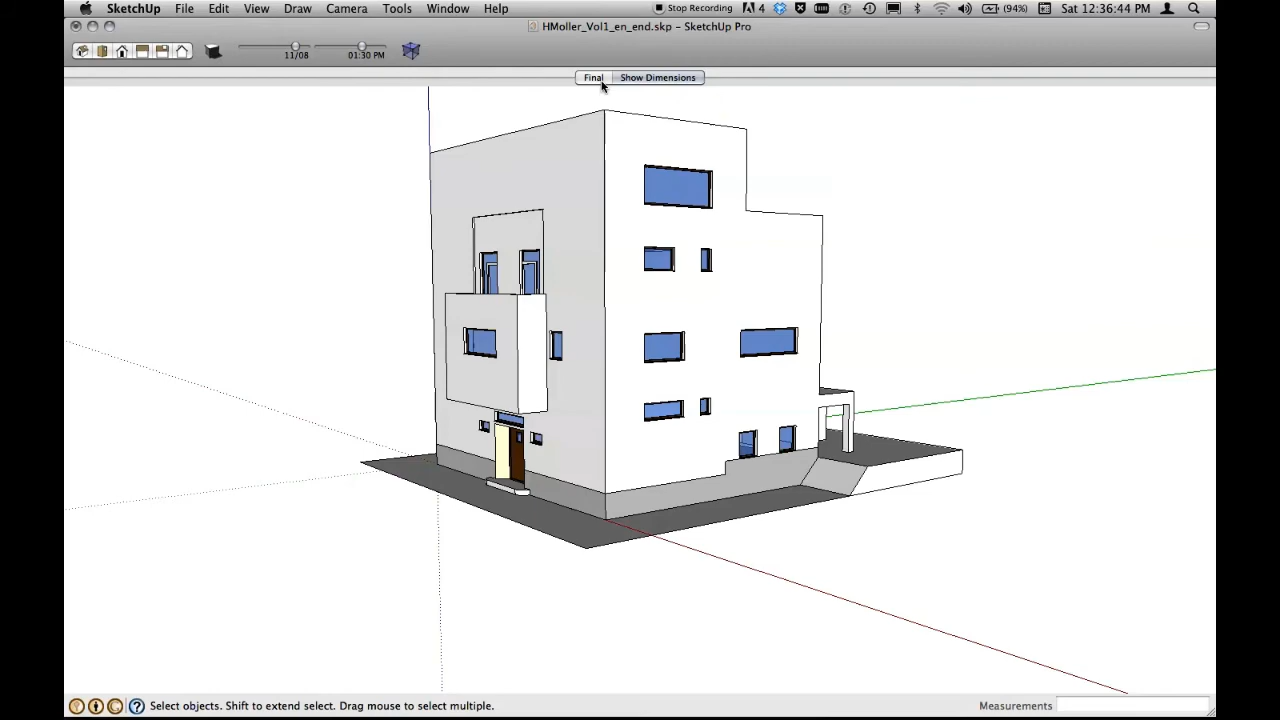 SketchUp File Edit View Draw Camera Tools Window Help Stop Recording 4 (94%) Sat 12:36:44 PM
HMoller_Vol1_en_end.skp - SketchUp Pro
11/08 01:30 PM
Final Show Dimensions
Select objects. Shift to extend select. Drag mouse to select multiple. Measurements